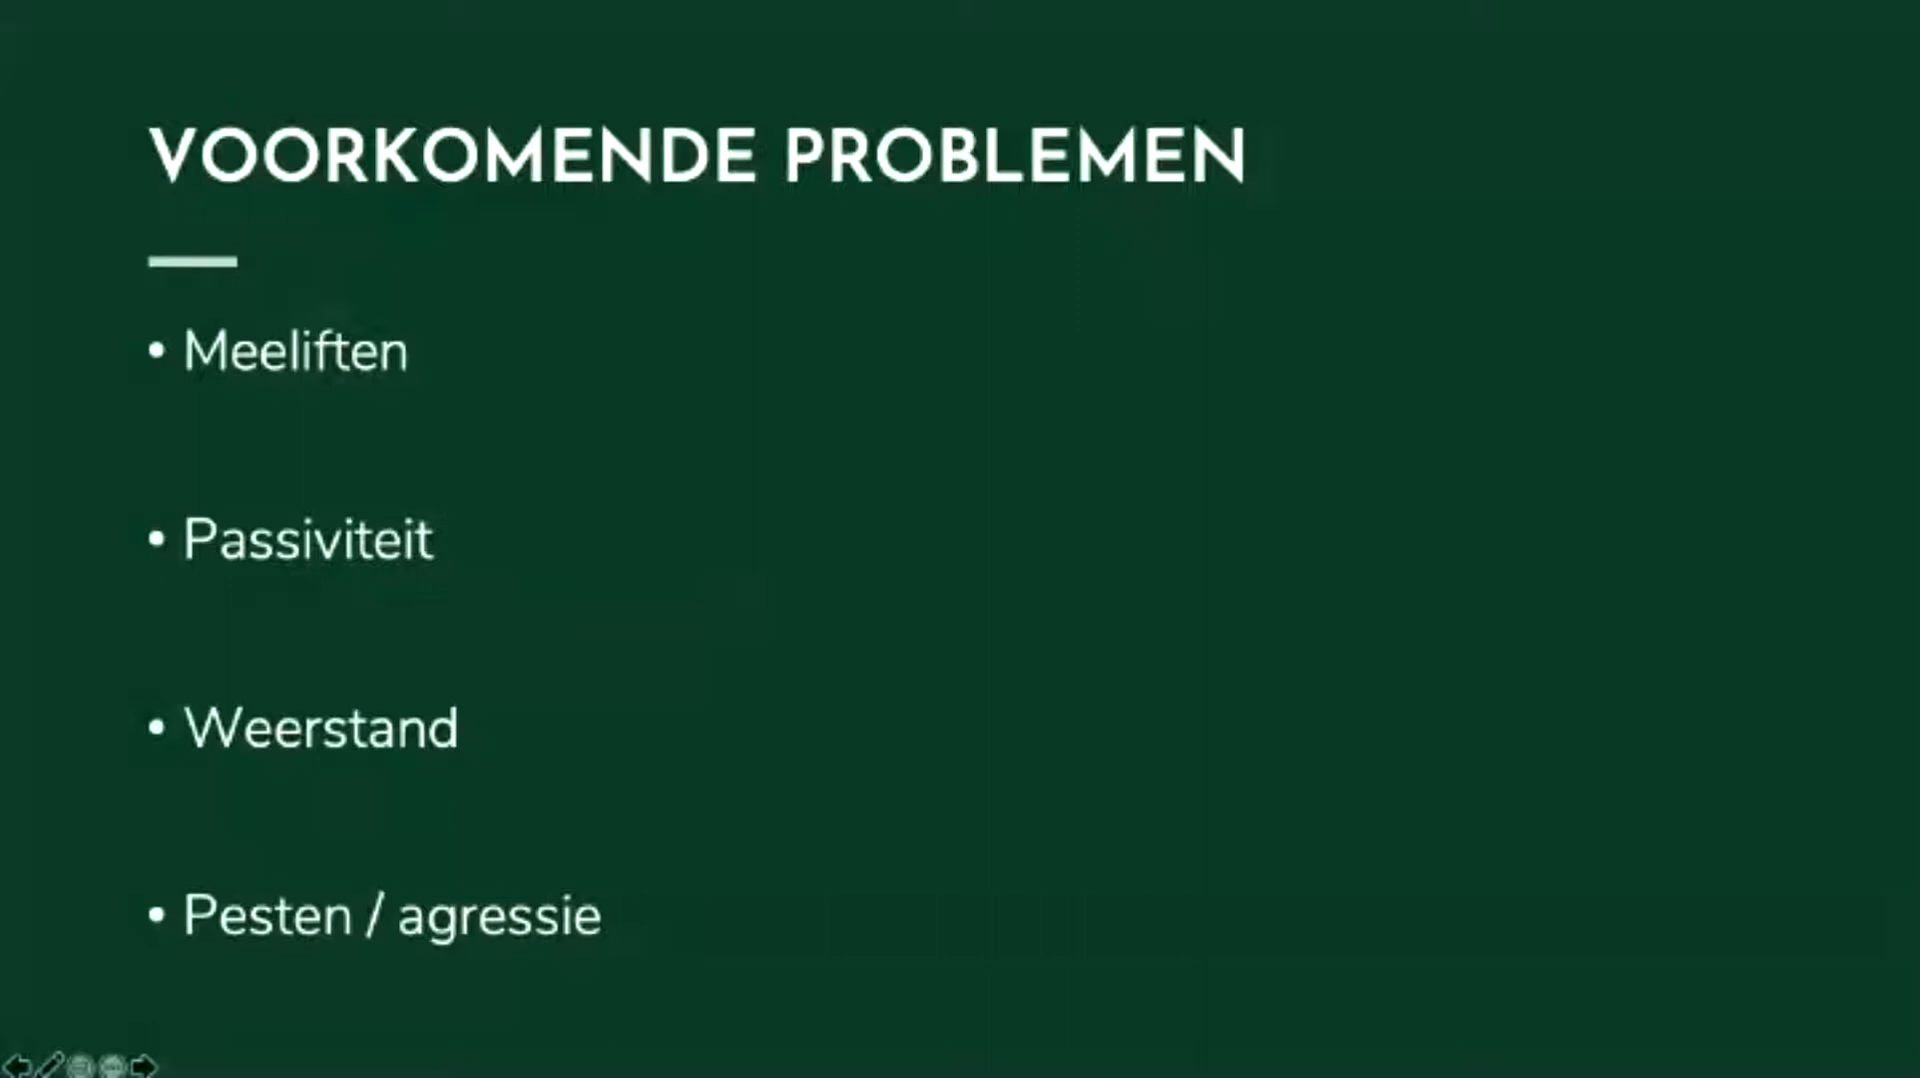 VOORKOMENDE PROBLEMEN
• Meeliften
• Passiviteit
• Weerstand
• Pesten / agressie